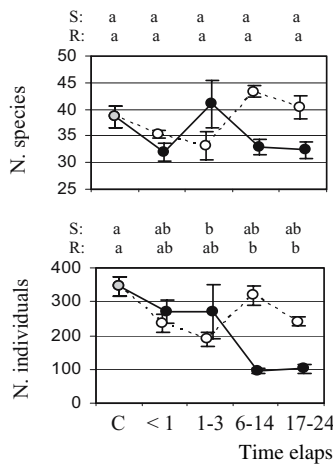 S: a a a a a
R: a a a a a
50
45
40
35
30
25
N. species
S: a ab b ab ab
R: a ab ab b b
400
300
200
100
0
N. individuals
C < 1 1-3 6-14 17-24
Time elaps